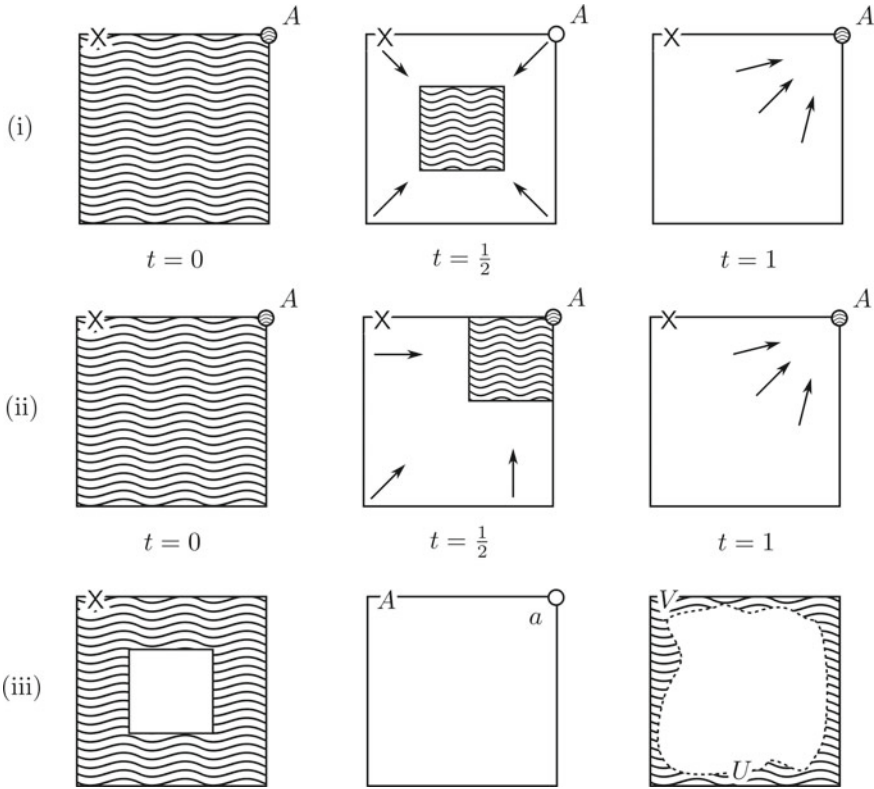 X A X A X A
(i)
t = 0 t = 1/2 t = 1
X A X A X A
(ii)
t = 0 t = 1/2 t = 1
X A a V
(iii)
U